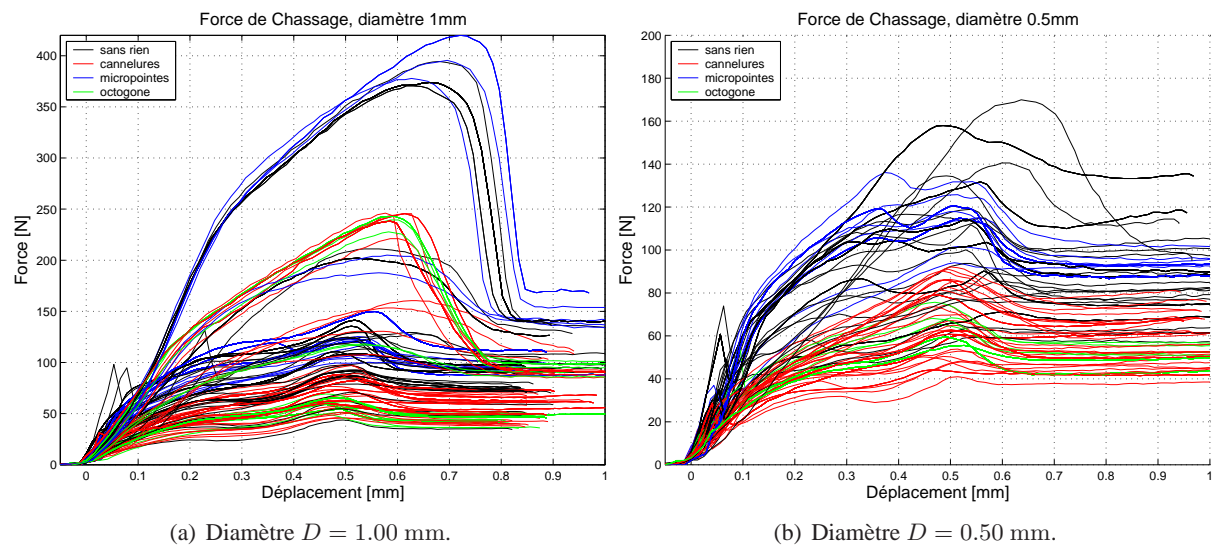 Force de Chassage, diamètre 1mm
sans rien
cannelures
micropointes
octogone
Force [N]
400
350
300
250
200
150
100
50
0
0 0.1 0.2 0.3 0.4 0.5 0.6 0.7 0.8 0.9 1
Déplacement [mm]
(a) Diamètre D = 1.00 mm.
Force de Chassage, diamètre 0.5mm
sans rien
cannelures
micropointes
octogone
Force [N]
200
180
160
140
120
100
80
60
40
20
0
0 0.1 0.2 0.3 0.4 0.5 0.6 0.7 0.8 0.9 1
Déplacement [mm]
(b) Diamètre D = 0.50 mm.